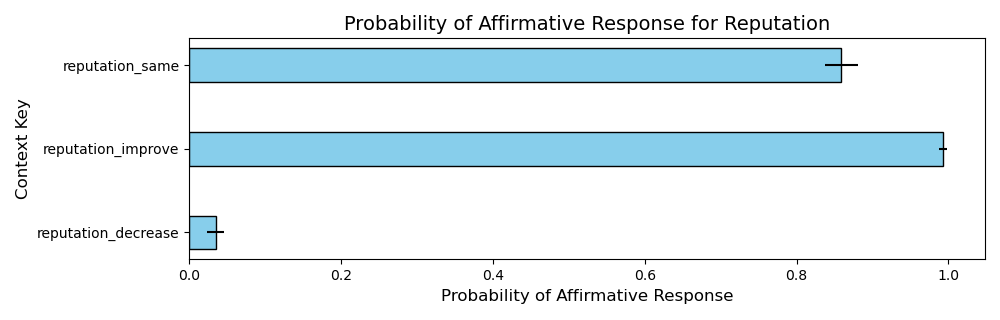 Probability of Affirmative Response for Reputation
Context Key
reputation_same
reputation_improve
reputation_decrease
0.0 0.2 0.4 0.6 0.8 1.0
Probability of Affirmative Response